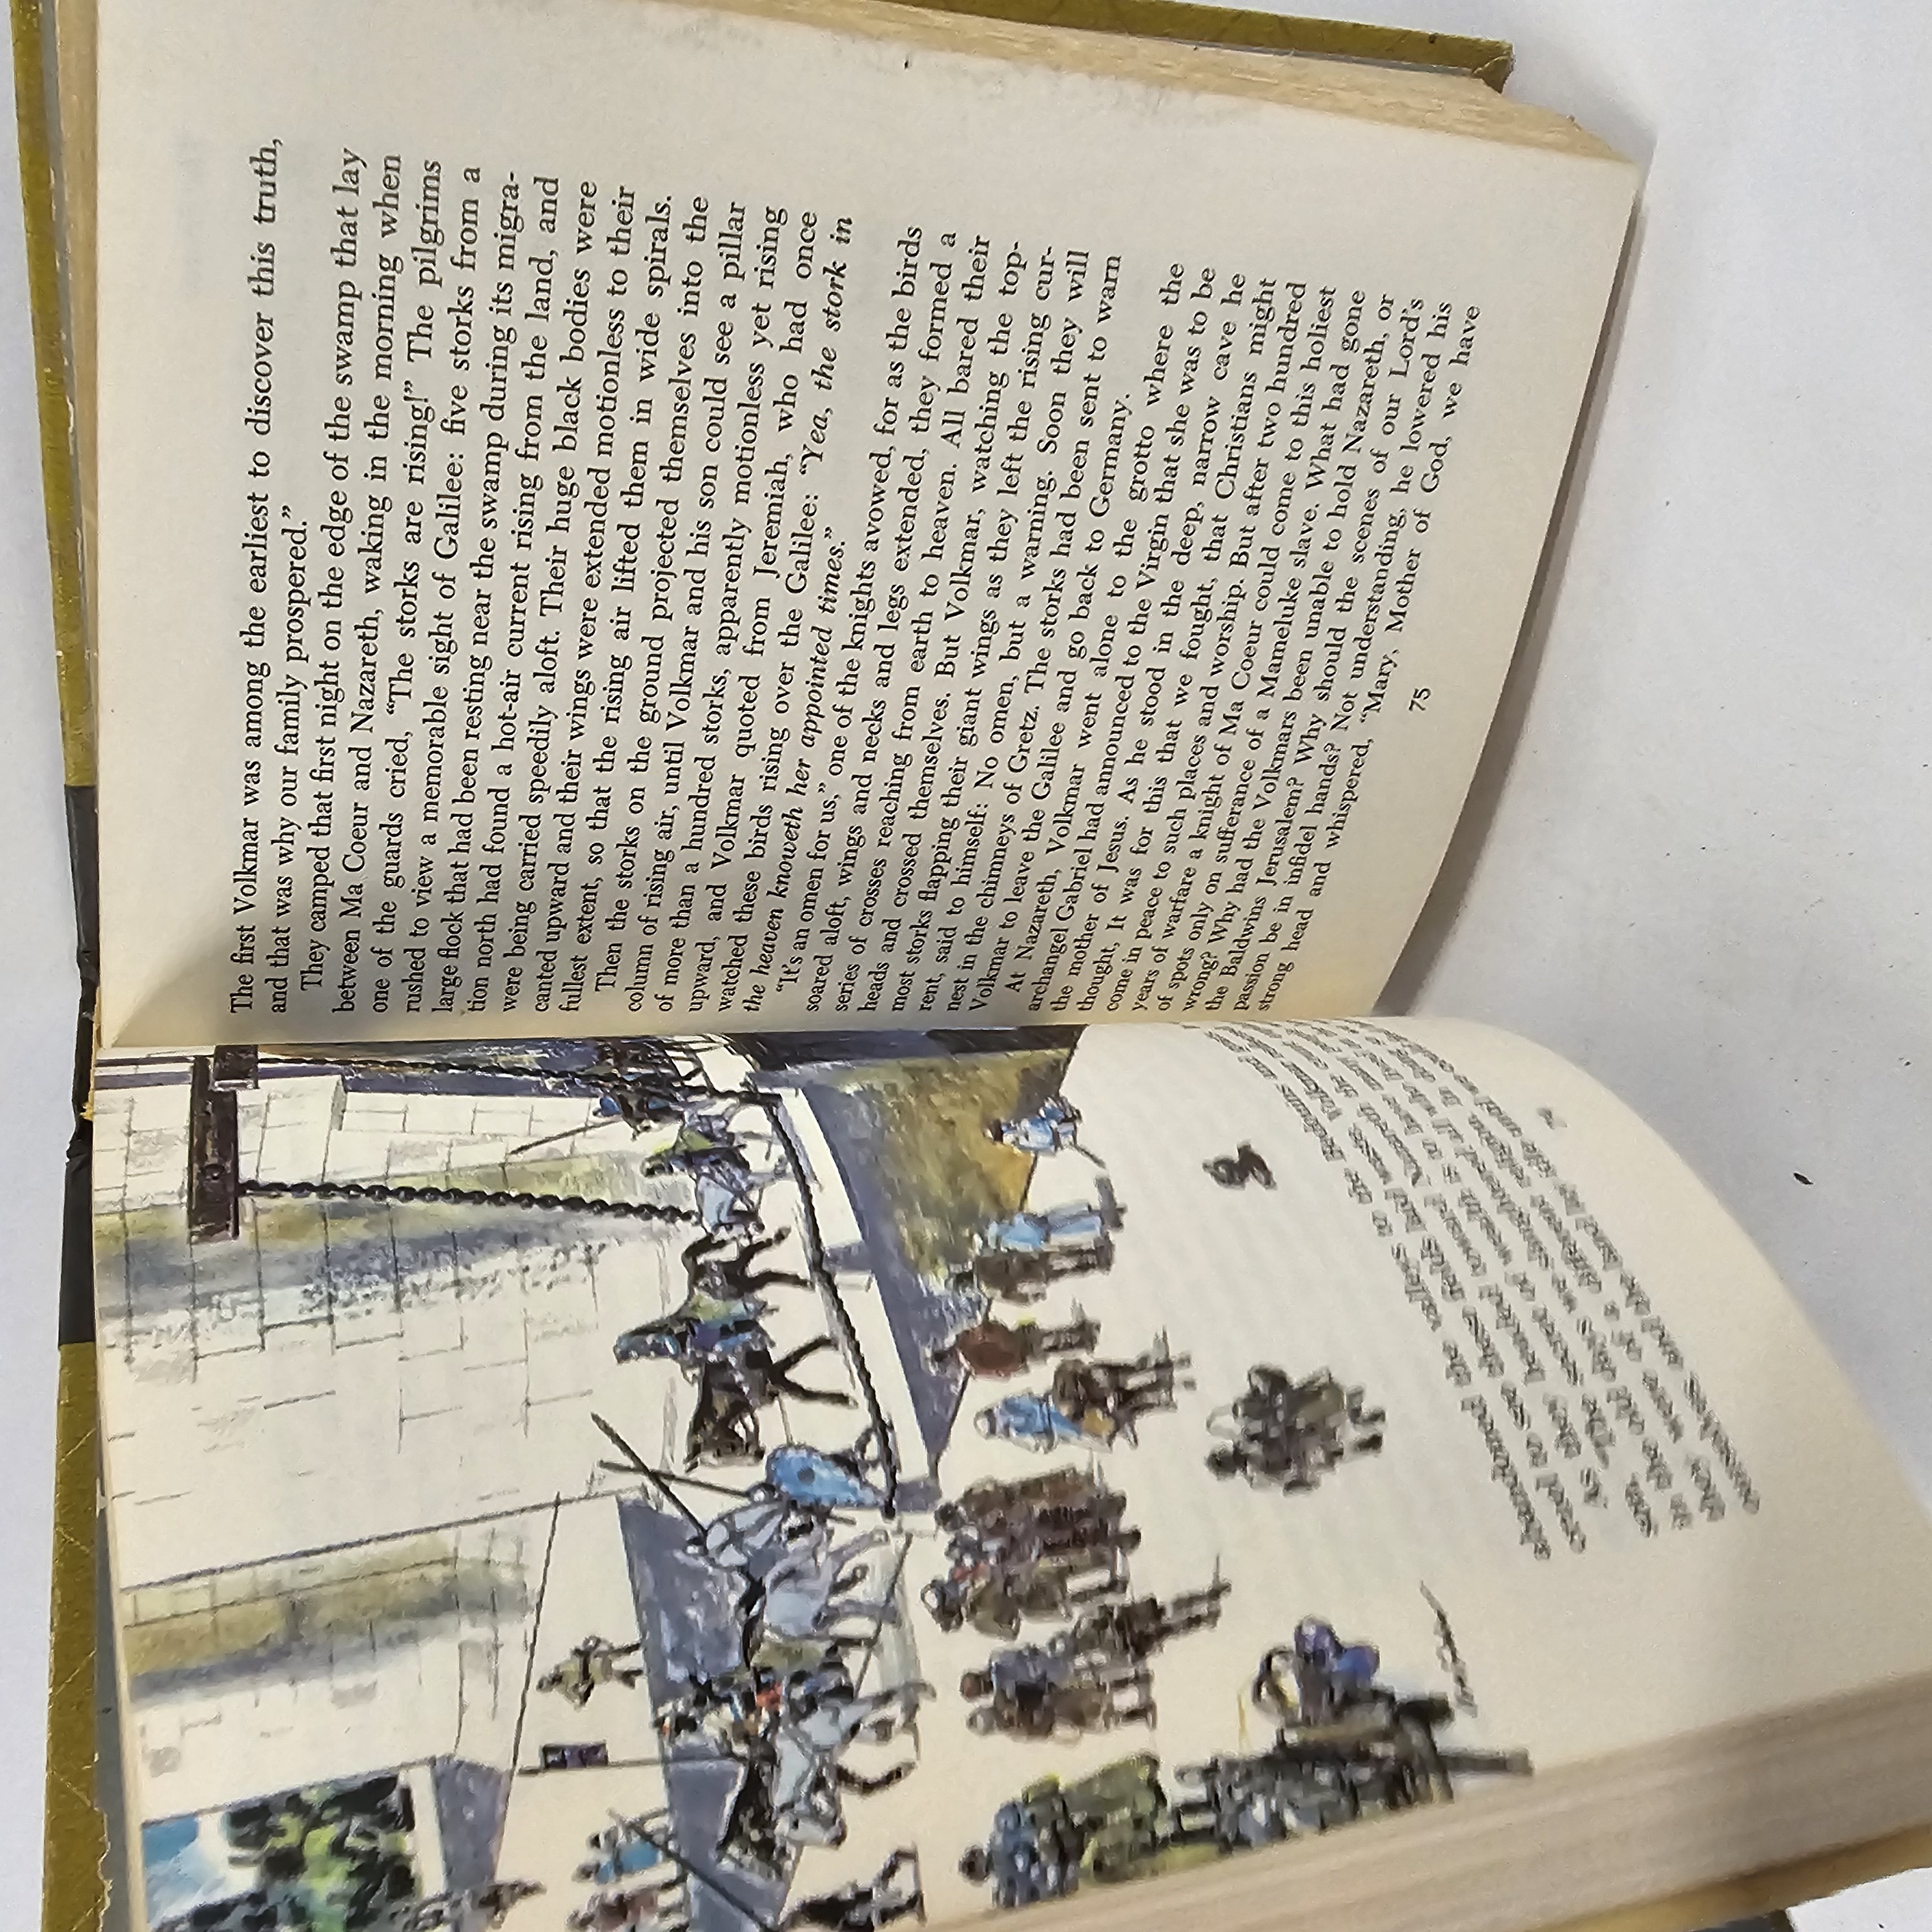 abandoned the valleys to the Bedouins and
cruel to see these fields laid waste. Volkmar
As they headed toward Nazareth the count
son. "The secret of wealth is to have many people
in the old days we slaughtered all who lived
they were of a different religion. In doing
ourselves and the land lay idle until we could
74
The first Volkmar was among the earliest to discover this truth,
and that was why our family prospered.”
They camped that first night on the edge of the swamp that lay
between Ma Coeur and Nazareth, waking in the morning when
one of the guards cried, “The storks are rising!” The pilgrims
rushed to view a memorable sight of Galilee: five storks from a
large flock that had been resting near the swamp during its migra-
tion north had found a hot-air current rising from the land, and
were being carried speedily aloft. Their huge black bodies were
canted upward and their wings were extended motionless to their
fullest extent, so that the rising air lifted them in wide spirals.
Then the storks on the ground projected themselves into the
column of rising air, until Volkmar and his son could see a pillar
of more than a hundred storks, apparently motionless yet rising
upward, and Volkmar quoted from Jeremiah, who had once
watched these birds rising over the Galilee: “Yea, the stork in
the heaven knoweth her appointed times.”
“It’s an omen for us,” one of the knights avowed, for as the birds
soared aloft, wings and necks and legs extended, they formed a
series of crosses reaching from earth to heaven. All bared their
heads and crossed themselves. But Volkmar, watching the top-
most storks flapping their giant wings as they left the rising cur-
rent, said to himself: No omen, but a warning. Soon they will
nest in the chimneys of Gretz. The storks had been sent to warn
Volkmar to leave the Galilee and go back to Germany.
At Nazareth, Volkmar went alone to the grotto where the
archangel Gabriel had announced to the Virgin that she was to be
the mother of Jesus. As he stood in the deep, narrow cave he
thought, It was for this that we fought, that Christians might
come in peace to such places and worship. But after two hundred
years of warfare a knight of Ma Coeur could come to this holiest
of spots only on sufferance of a Mameluke slave. What had gone
wrong? Why had the Volkmars been unable to hold Nazareth, or
the Baldwins Jerusalem? Why should the scenes of our Lord’s
passion be in infidel hands? Not understanding, he lowered his
strong head and whispered, “Mary, Mother of God, we have
75